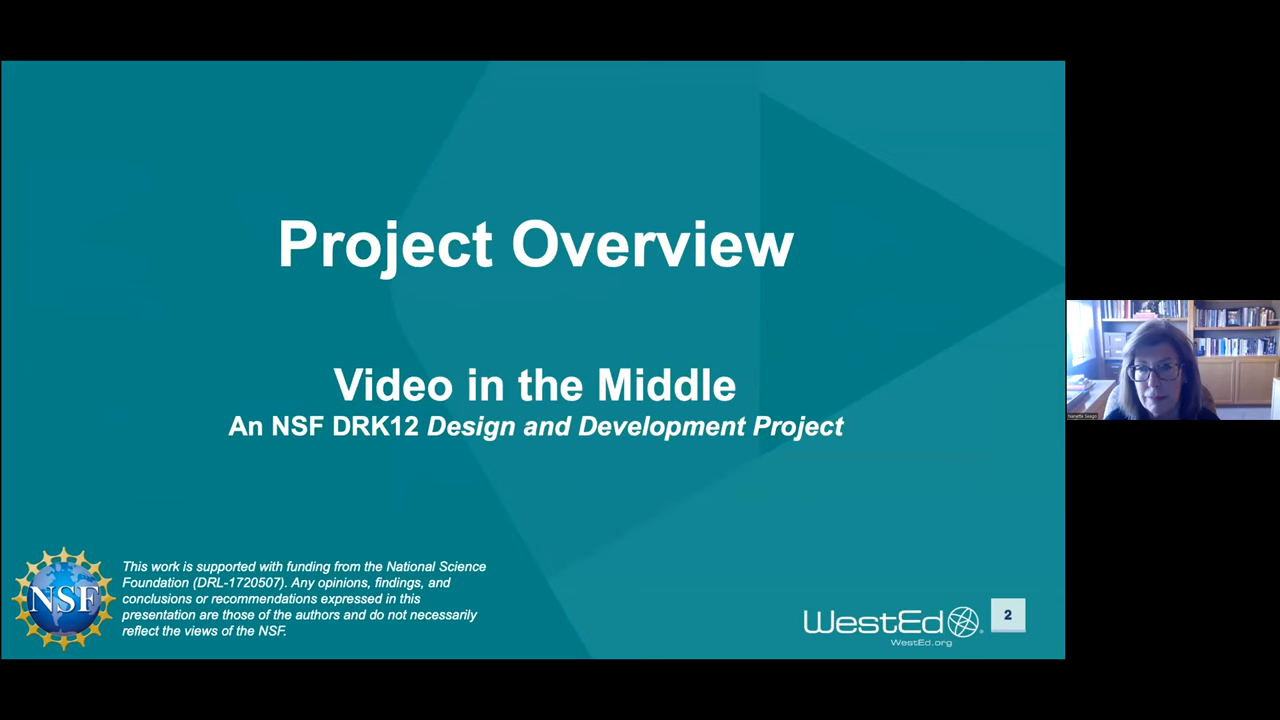 Project Overview
Video in the Middle
An NSF DRK12 Design and Development Project
NSF
This work is supported with funding from the National Science
Foundation (DRL-1720507). Any opinions, findings, and
conclusions or recommendations expressed in this
presentation are those of the authors and do not necessarily
reflect the views of the NSF.
WestEd
WestEd.org
2
Nanette Seago